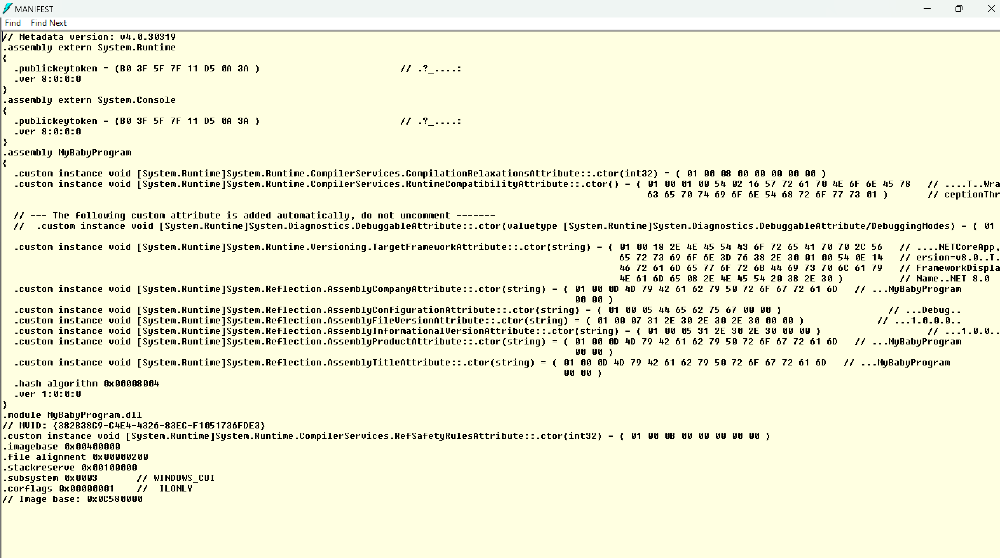 MANIFEST
Find Find Next
// Metadata version: v4.0.30319
.assembly extern System.Runtime
{
  .publickeytoken = (B0 3F 5F 7F 11 D5 0A 3A )                         // .?_....:
  .ver 8:0:0:0
}
.assembly extern System.Console
{
  .publickeytoken = (B0 3F 5F 7F 11 D5 0A 3A )                         // .?_....:
  .ver 8:0:0:0
}
.assembly MyBabyProgram
{
  .custom instance void [System.Runtime]System.Runtime.CompilerServices.CompilationRelaxationsAttribute::.ctor(int32) = ( 01 00 08 00 00 00 00 00 )
  .custom instance void [System.Runtime]System.Runtime.CompilerServices.RuntimeCompatibilityAttribute::.ctor() = ( 01 00 01 00 54 02 16 57 72 61 70 4E 6F 6E 45 78   // ....T..Wra
63 65 70 74 69 6F 6E 54 68 72 6F 77 73 01 )       // ceptionThr
  // --- The following custom attribute is added automatically, do not uncomment -------
  //  .custom instance void [System.Runtime]System.Diagnostics.DebuggableAttribute::.ctor(valuetype [System.Runtime]System.Diagnostics.DebuggableAttribute/DebuggingModes) = ( 01
  .custom instance void [System.Runtime]System.Runtime.Versioning.TargetFrameworkAttribute::.ctor(string) = ( 01 00 18 2E 4E 45 54 43 6F 72 65 41 70 70 2C 56   // ....NETCoreApp,
65 72 73 69 6F 6E 3D 76 38 2E 30 01 00 54 0E 14   // ersion=v8.0..T.
46 72 61 6D 65 77 6F 72 6B 44 69 73 70 6C 61 79   // FrameworkDispla
4E 61 6D 65 08 2E 4E 45 54 20 38 2E 30 )          // Name..NET 8.0
  .custom instance void [System.Runtime]System.Reflection.AssemblyCompanyAttribute::.ctor(string) = ( 01 00 0D 4D 79 42 61 62 79 50 72 6F 67 72 61 6D   // ...MyBabyProgram
00 00 )
  .custom instance void [System.Runtime]System.Reflection.AssemblyConfigurationAttribute::.ctor(string) = ( 01 00 05 44 65 62 75 67 00 00 )                   // ...Debug..
  .custom instance void [System.Runtime]System.Reflection.AssemblyFileVersionAttribute::.ctor(string) = ( 01 00 07 31 2E 30 2E 30 2E 30 00 00 )             // ...1.0.0.0..
  .custom instance void [System.Runtime]System.Reflection.AssemblyInformationalVersionAttribute::.ctor(string) = ( 01 00 05 31 2E 30 2E 30 00 00 )                   // ...1.0.0..
  .custom instance void [System.Runtime]System.Reflection.AssemblyProductAttribute::.ctor(string) = ( 01 00 0D 4D 79 42 61 62 79 50 72 6F 67 72 61 6D   // ...MyBabyProgram
00 00 )
  .custom instance void [System.Runtime]System.Reflection.AssemblyTitleAttribute::.ctor(string) = ( 01 00 0D 4D 79 42 61 62 79 50 72 6F 67 72 61 6D   // ...MyBabyProgram
00 00 )
  .hash algorithm 0x00008004
  .ver 1:0:0:0
}
.module MyBabyProgram.dll
// MVID: {382B38C9-C4E4-4326-83EC-F1051736FDE3}
.custom instance void [System.Runtime]System.Runtime.CompilerServices.RefSafetyRulesAttribute::.ctor(int32) = ( 01 00 0B 00 00 00 00 00 )
.imagebase 0x00400000
.file alignment 0x00000200
.stackreserve 0x00100000
.subsystem 0x0003       // WINDOWS_CUI
.corflags 0x00000001    //  ILONLY
// Image base: 0x0C580000